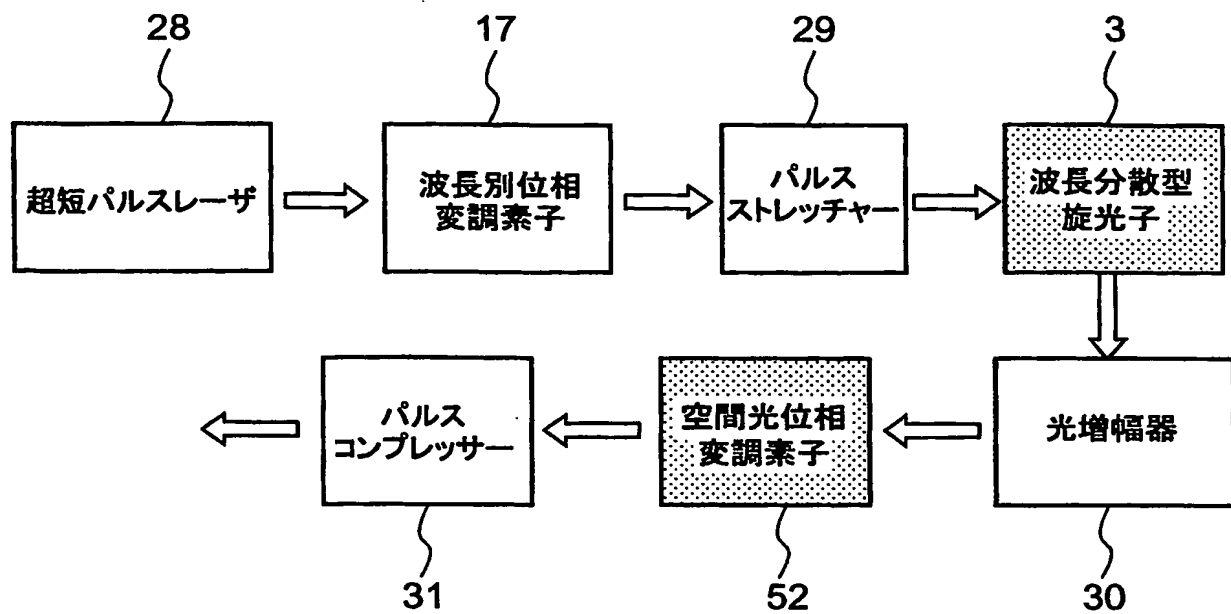 28
17
29
3
超短パルスレーザ
波長別位相
変調素子
パルス
ストレッチャー
波長分散型
旋光子
パルス
コンプレッサー
空間光位相
変調素子
光増幅器
31
52
30